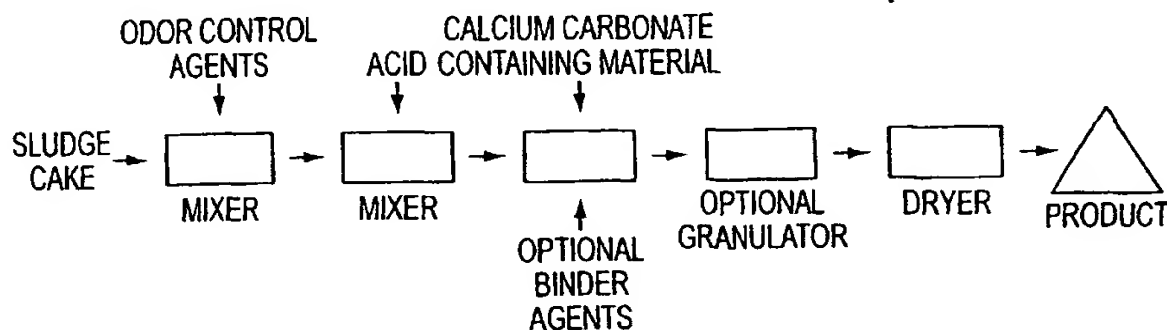 ODOR CONTROL
AGENTS
ACID
CALCIUM CARBONATE
CONTAINING MATERIAL
SLUDGE
CAKE
MIXER
MIXER
OPTIONAL
BINDER
AGENTS
OPTIONAL
GRANULATOR
DRYER
PRODUCT